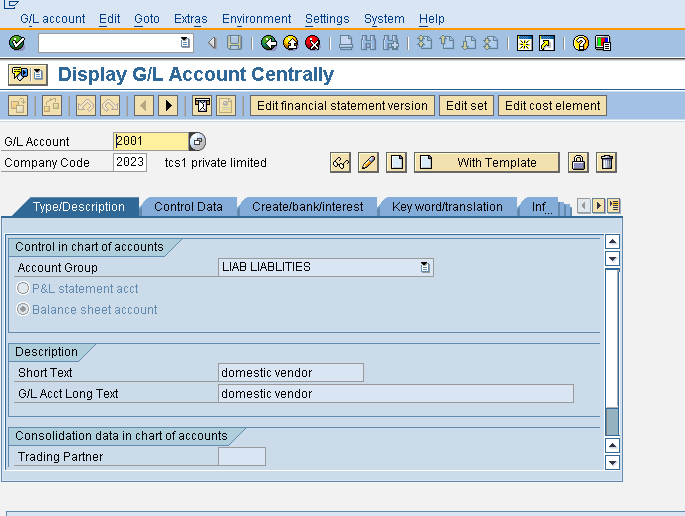 G/L account Edit Goto Extras Environment Settings System Help
Display G/L Account Centrally
Edit financial statement version Edit set Edit cost element
G/L Account 2001
Company Code 2023 tcs1 private limited
With Template
Type/Description Control Data Create/bank/interest Key word/translation Inf...
Control in chart of accounts
Account Group LIAB LIABLITIES
P&L statement acct
Balance sheet account
Description
Short Text domestic vendor
G/L Acct Long Text domestic vendor
Consolidation data in chart of accounts
Trading Partner